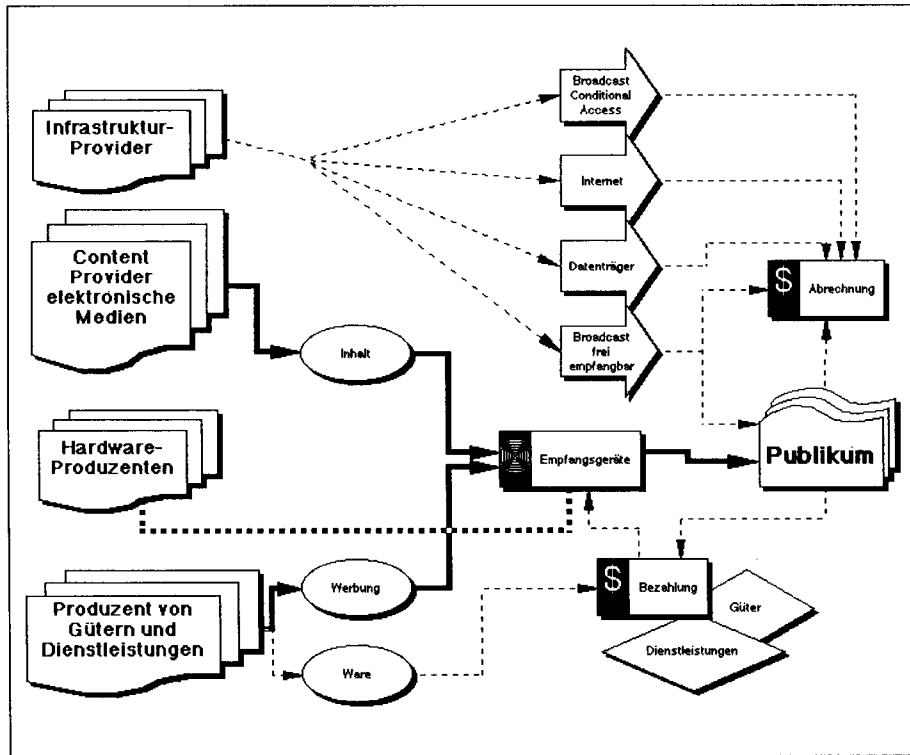 Infrastruktur-
Provider
Broadcast
Conditional
Access
Internet
Content
Provider
elektronische
Medien
Datenträger
$ Abrechnung
Broadcast
frei
empfangbar
Inhalt
Hardware-
Produzenten
Empfangsgeräte
Publikum
Produzent von
Gütern und
Dienstleistungen
Werbung
$ Bezahlung
Güter
Dienstleistungen
Ware